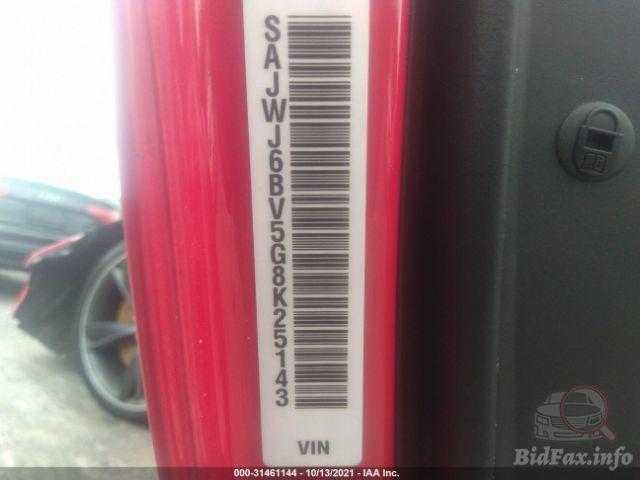 SAJWJ6BV5G8K25143
VIN
BidFax.info
000-31461144 - 10/13/2021 - IAA Inc.